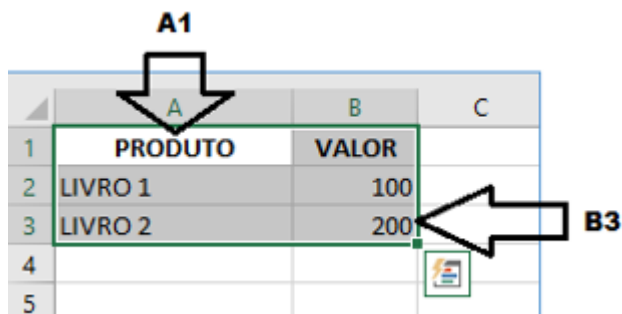 A1
A B C
1 PRODUTO VALOR
2 LIVRO 1 100
3 LIVRO 2 200
B3
4
5